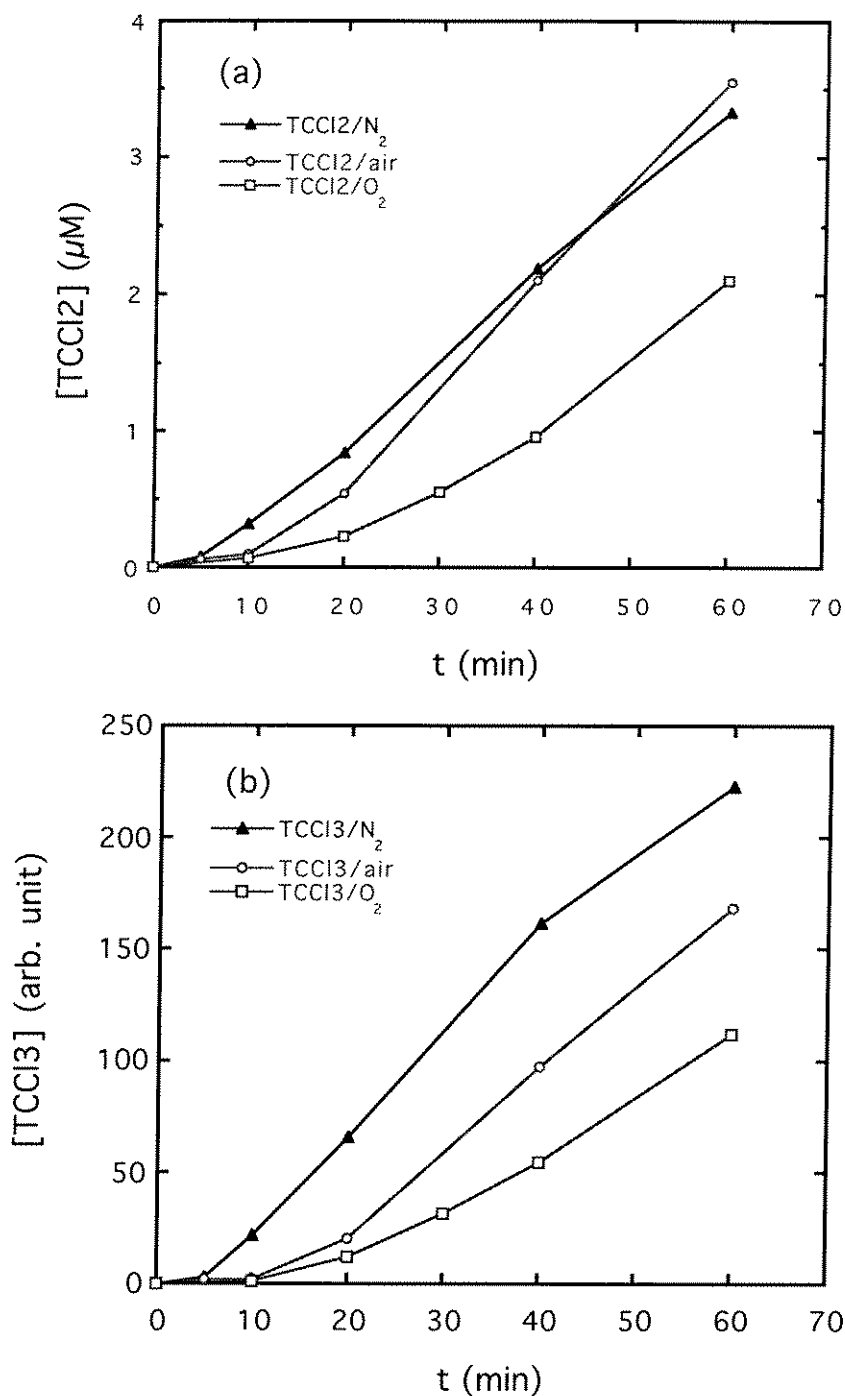 4
(a)
TCCl2/N2
TCCl2/air
TCCl2/O2
3
2
1
0
[TCCl2] (μM)
0 10 20 30 40 50 60 70
t (min)
250
(b)
TCCl3/N2
TCCl3/air
TCCl3/O2
200
150
100
50
0
[TCCl3] (arb. unit)
0 10 20 30 40 50 60 70
t (min)